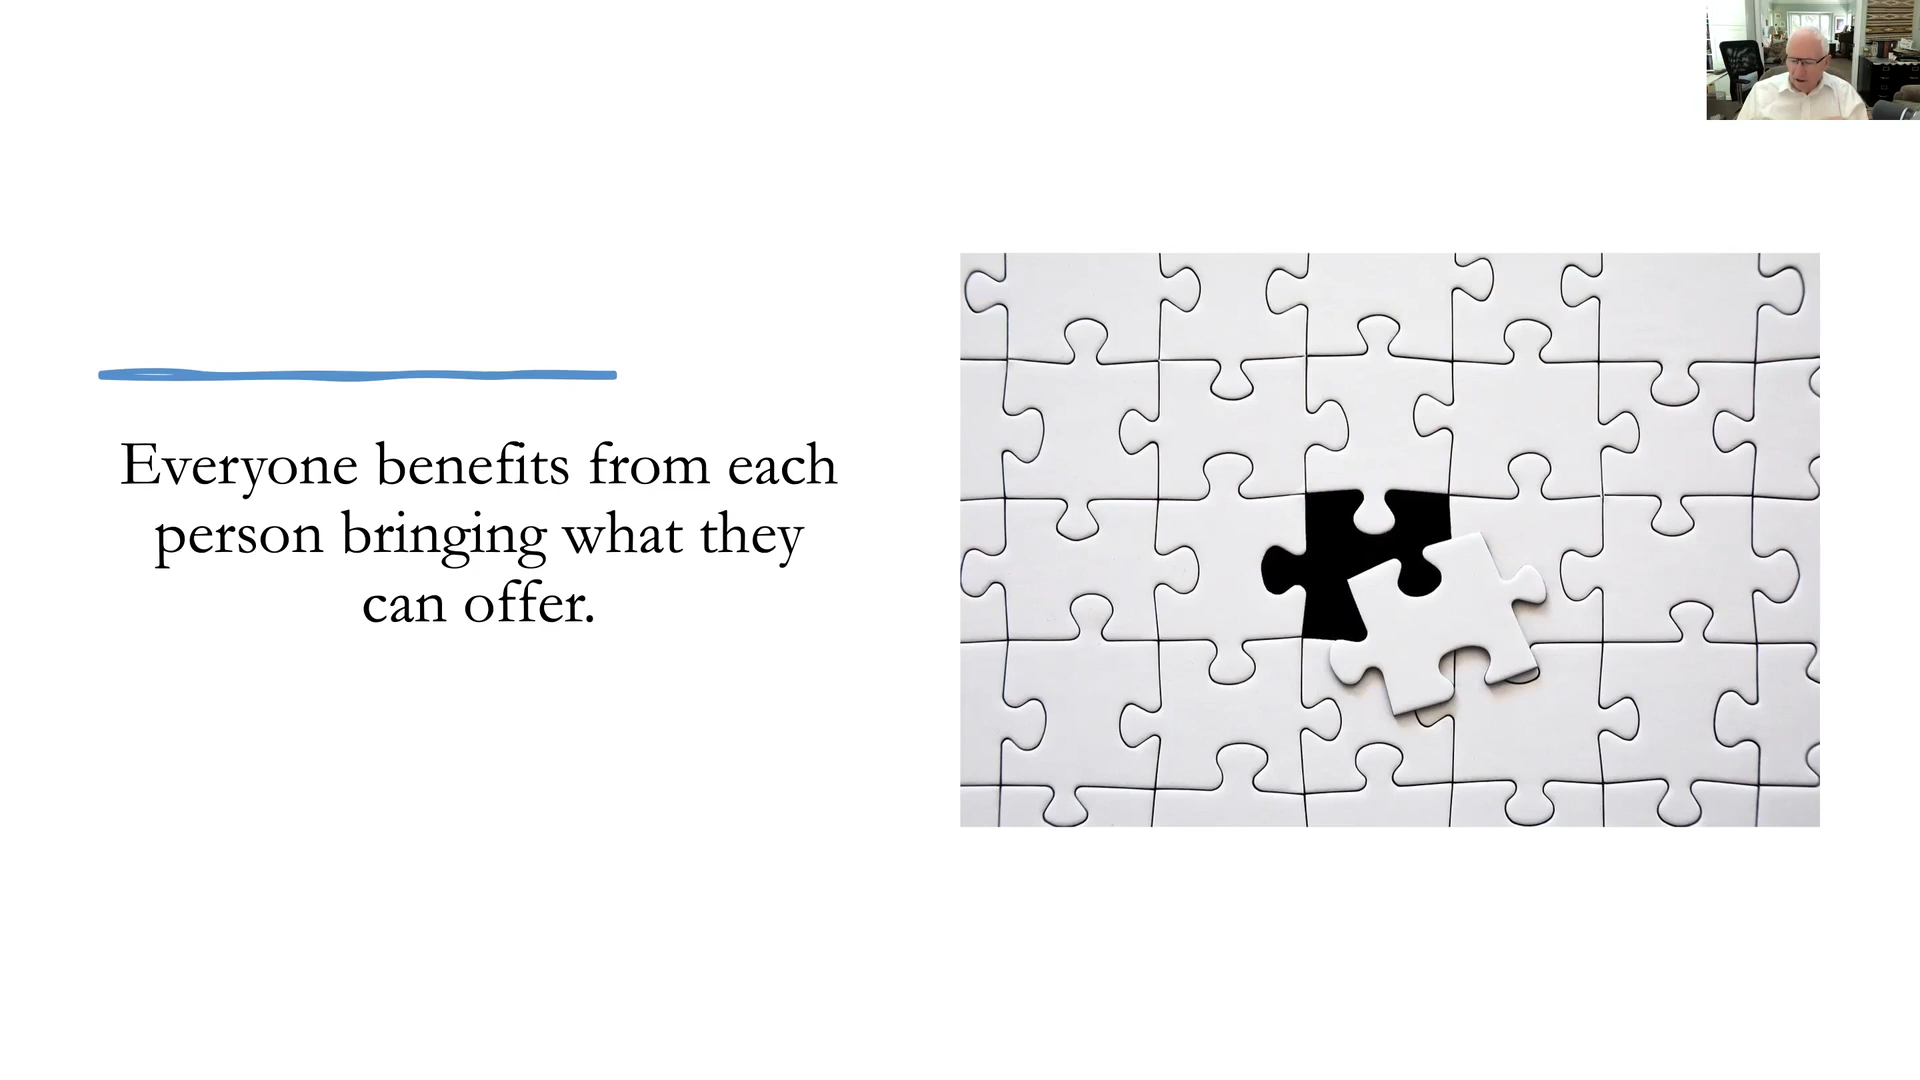 Everyone benefits from each
person bringing what they
can offer.